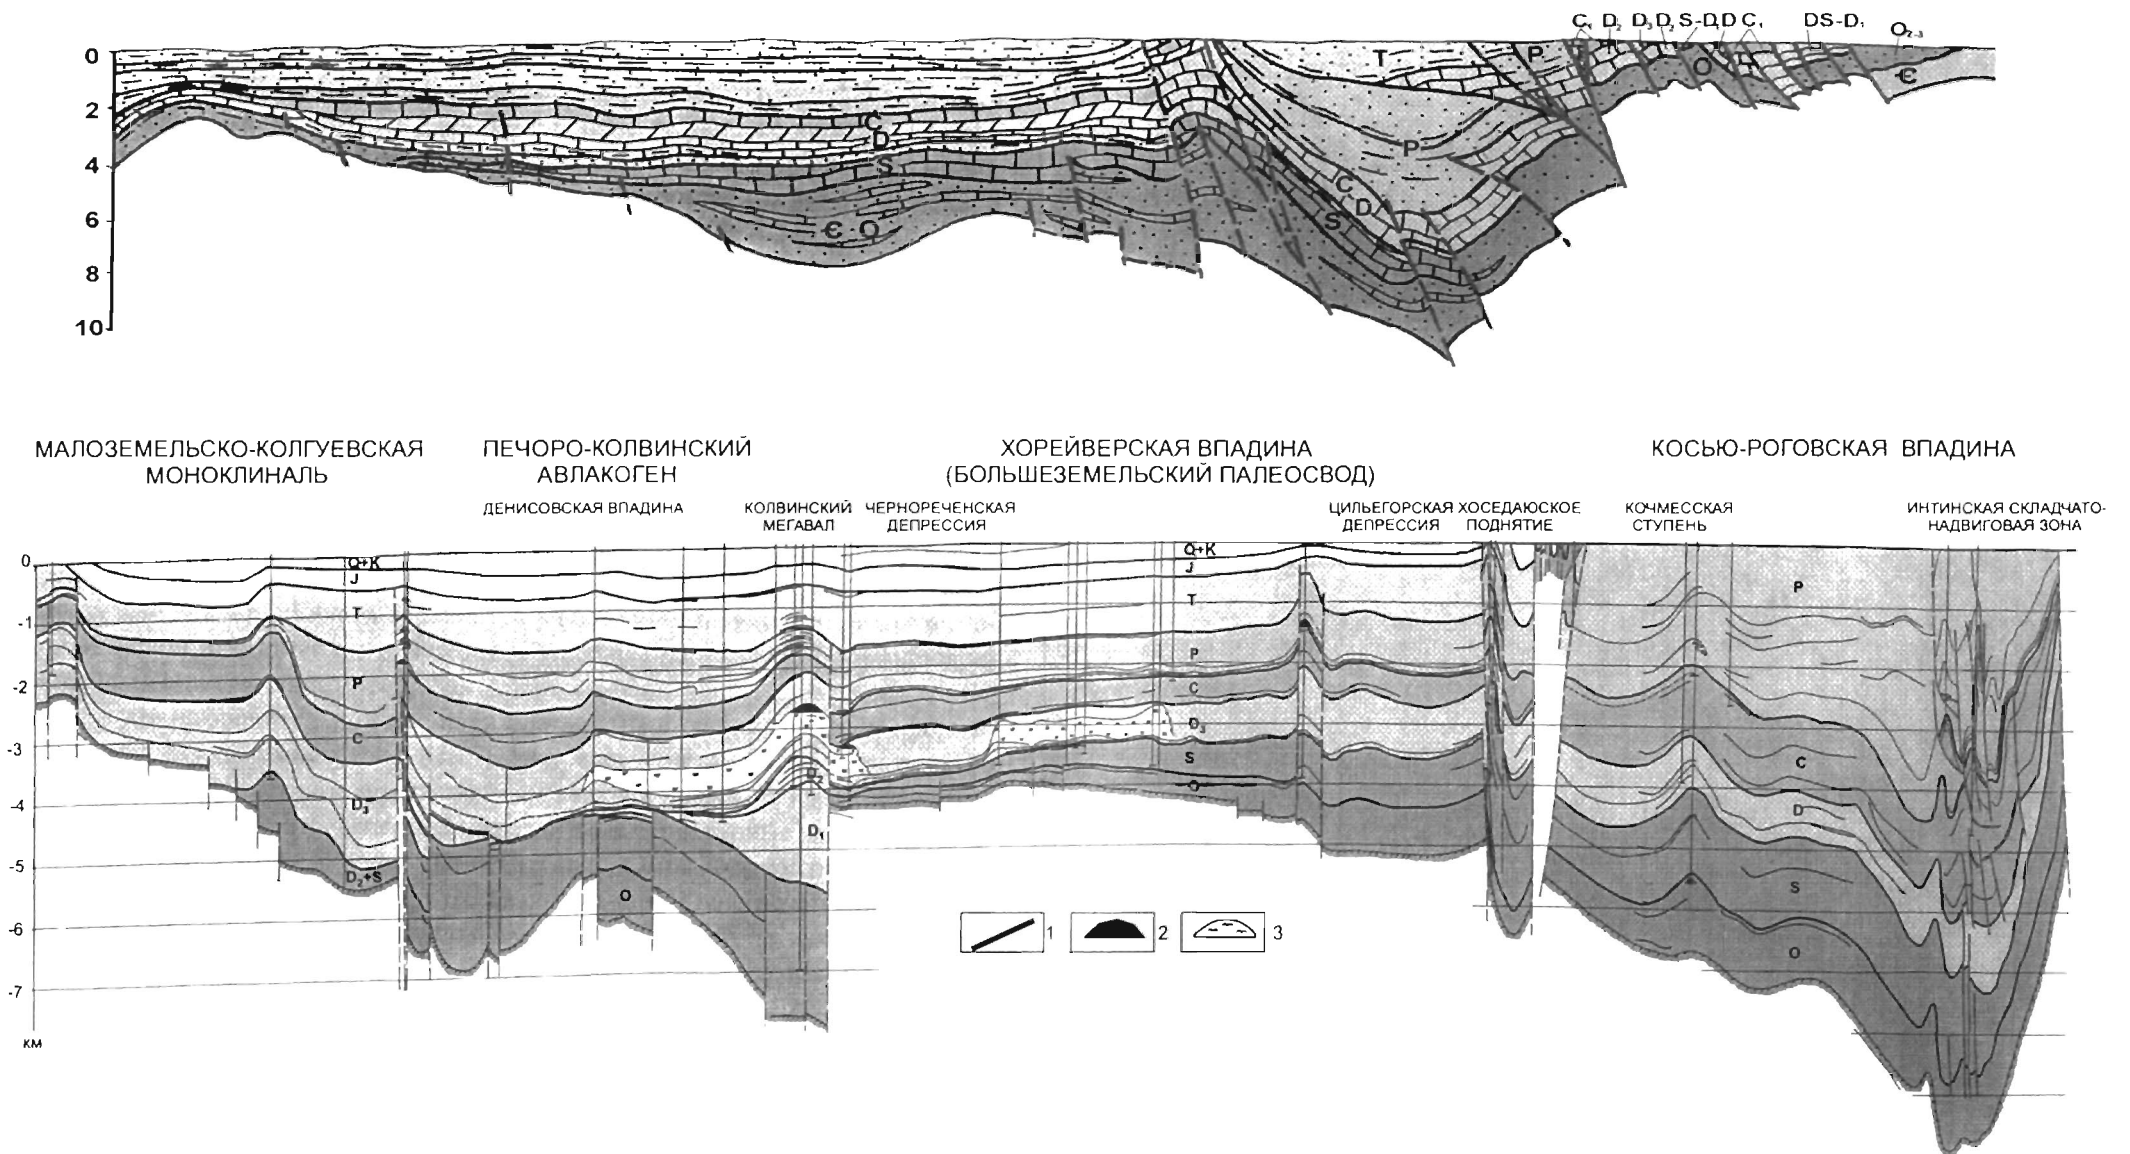 C₁ D₂ D₃ D₂ S-D₁ D C₁ DS-D₁ O₂₋₃
0
2
4
6
8
10
T P O Є
C
D
S
Є O
P
C
D
S
МАЛОЗЕМЕЛЬСКО-КОЛГУЕВСКАЯ
МОНОКЛИНАЛЬ
ПЕЧОРО-КОЛВИНСКИЙ
АВЛАКОГЕН
ХОРЕЙВЕРСКАЯ ВПАДИНА
(БОЛЬШЕЗЕМЕЛЬСКИЙ ПАЛЕОСВОД)
КОСЬЮ-РОГОВСКАЯ ВПАДИНА
ДЕНИСОВСКАЯ ВПАДИНА
КОЛВИНСКИЙ
МЕГАВАЛ
ЧЕРНОРЕЧЕНСКАЯ
ДЕПРЕССИЯ
ЦИЛЬЕГОРСКАЯ
ДЕПРЕССИЯ
ХОСЕДАЮСКОЕ
ПОДНЯТИЕ
КОЧМЕССКАЯ
СТУПЕНЬ
ИНТИНСКАЯ СКЛАДЧАТО-
НАДВИГОВАЯ ЗОНА
0
-1
-2
-3
-4
-5
-6
-7
км
Q+K
J
T
P
C
D₃
D₂+S
O
D₂
D₁
Q+K
J
T
P
C
D₃
S
O
P
C
D
S
O
1
2
3